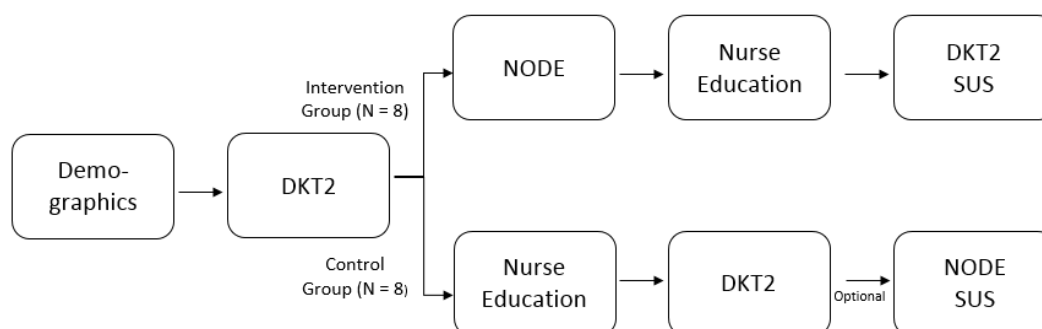 Demo-
graphics
DKT2
Intervention
Group (N = 8)
NODE
Nurse
Education
DKT2
SUS
Control
Group (N = 8)
Nurse
Education
DKT2
Optional
NODE
SUS